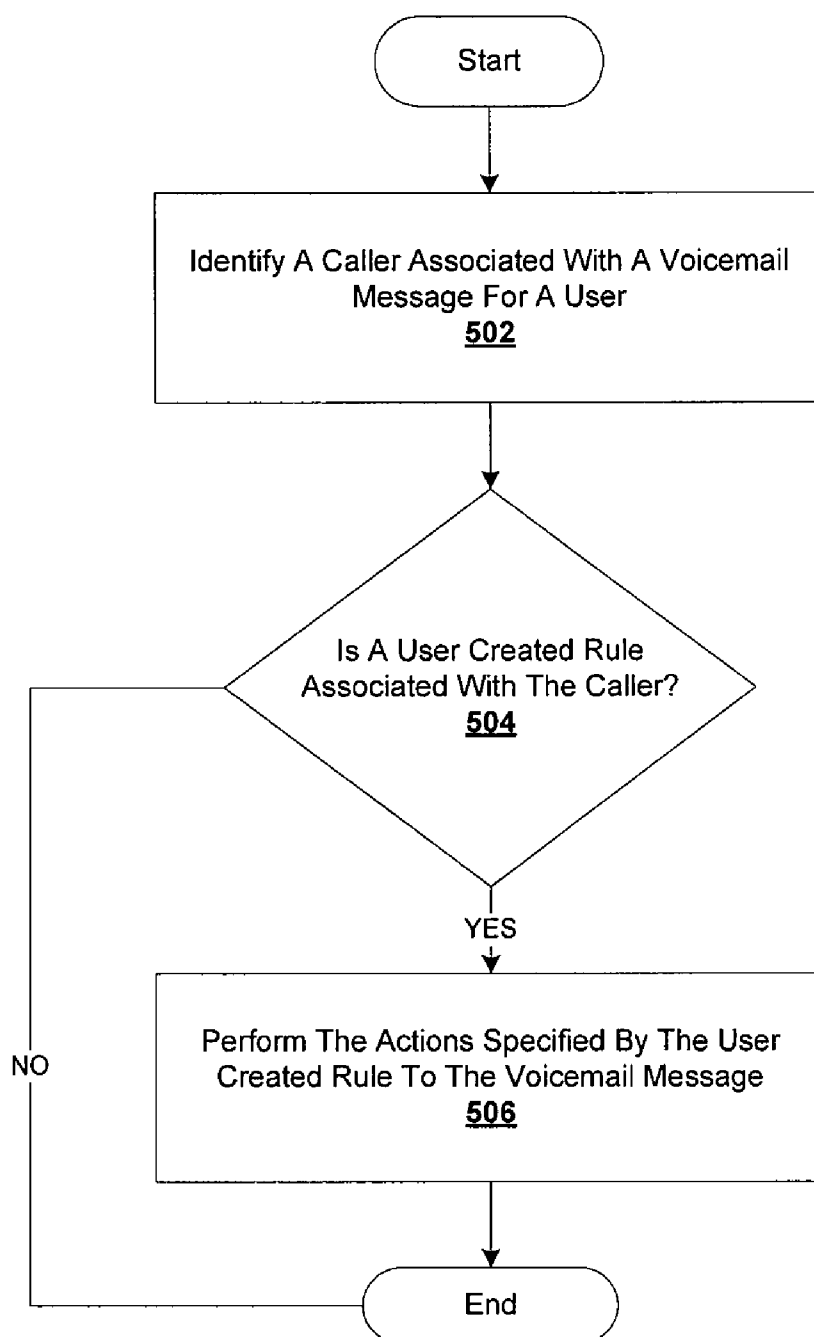 Start
Identify A Caller Associated With A Voicemail
Message For A User
502
Is A User Created Rule
Associated With The Caller?
504
YES
Perform The Actions Specified By The User
Created Rule To The Voicemail Message
506
NO
End